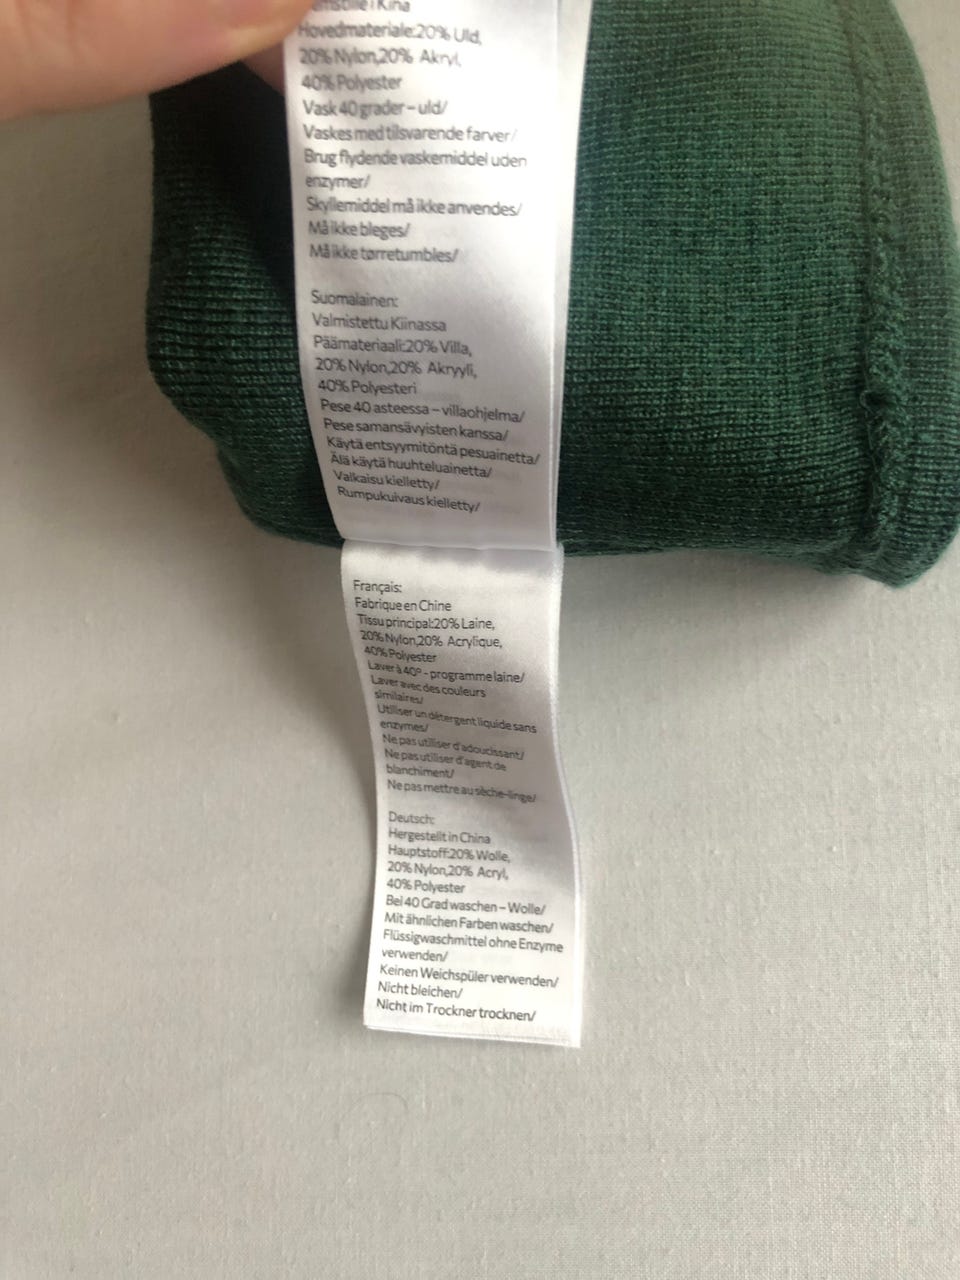 i Kina
Hovedmateriale:20% Uld,
20% Nylon,20% Akryl,
40% Polyester
Vask 40 grader – uld/
Vaskes med tilsvarende farver/
Brug flydende vaskemiddel uden
enzymer/
Skyllemiddel må ikke anvendes/
Må ikke bleges/
Må ikke tørretumbles/
Suomalainen:
Valmistettu Kiinassa
Päämateriaali:20% Villa,
20% Nylon,20% Akryyli,
40% Polyesteri
Pese 40 asteessa – villaohjelma/
Pese samansävyisten kanssa/
Käytä entsyymitöntä pesuainetta/
Älä käytä huuhteluainetta/
Valkaisu kielletty/
Rumpukuivaus kielletty/
Français:
Fabrique en Chine
Tissu principal:20% Laine,
20% Nylon,20% Acrylique,
40% Polyester
Laver à 40° - programme laine/
Laver avec des couleurs
similaires/
Utiliser un détergent liquide sans
enzymes/
Ne pas utiliser d'adoucissant/
Ne pas utiliser d'agent de
blanchiment/
Ne pas mettre au sèche-linge/
Deutsch:
Hergestellt in China
Hauptstoff:20% Wolle,
20% Nylon,20% Acryl,
40% Polyester
Bei 40 Grad waschen – Wolle/
Mit ähnlichen Farben waschen/
Flüssigwaschmittel ohne Enzyme
verwenden/
Keinen Weichspüler verwenden/
Nicht bleichen/
Nicht im Trockner trocknen/